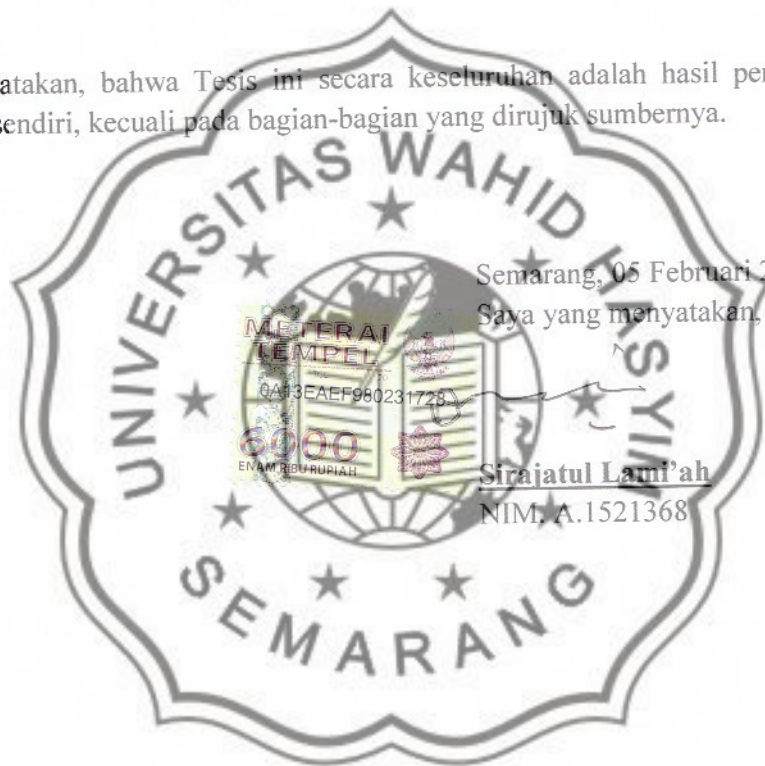 atakan, bahwa Tesis ini secara keseluruhan adalah hasil per
sendiri, kecuali pada bagian-bagian yang dirujuk sumbernya.
UNIVERSITAS WAHID HASYIM
Semarang, 05 Februari 2
Saya yang menyatakan,
METERAI
TEMPEL
0A13EAEF980231728
6000
ENAM RIBU RUPIAH
Sirajatul Lami'ah
NIM. A.1521368
SEMARANG